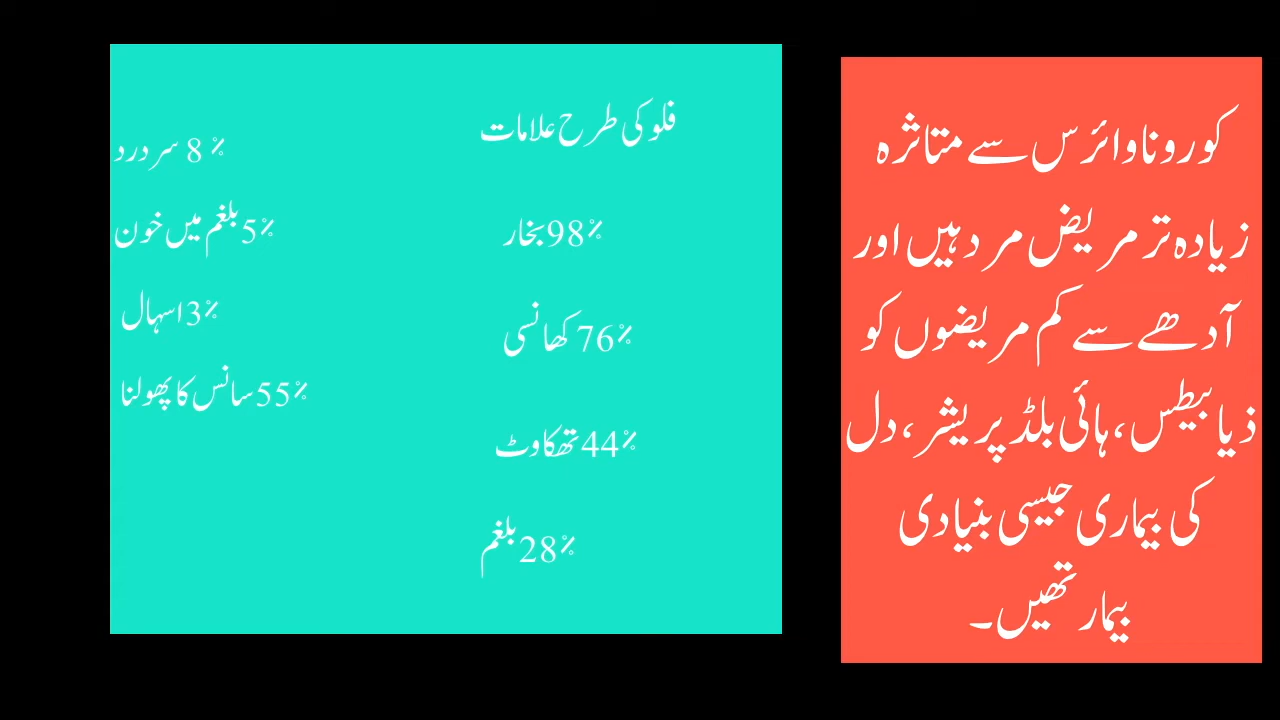 کورونا وائرس سے متاثرہ
زیادہ تر مریض مرد ہیں اور
آدھے سے کم مریضوں کو
ذیابیطس، ہائی بلڈ پریشر، دل
کی بیماری جیسی بنیادی
بیمار تھیں۔
فلو کی طرح علامات
98٪ بخار
76٪ کھانسی
44٪ تھکاوٹ
28٪ بلغم
8 ٪ سر درد
5٪ بلغم میں خون
3٪ اسہال
55٪ سانس کا پھولنا